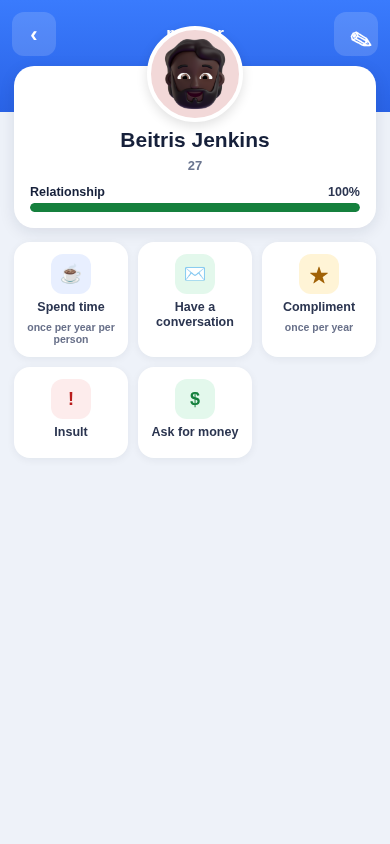 Beitris Jenkins
27
Relationship 100%
Spend time
once per year per
person
Have a
conversation
Compliment
once per year
! 
Insult
$
Ask for money